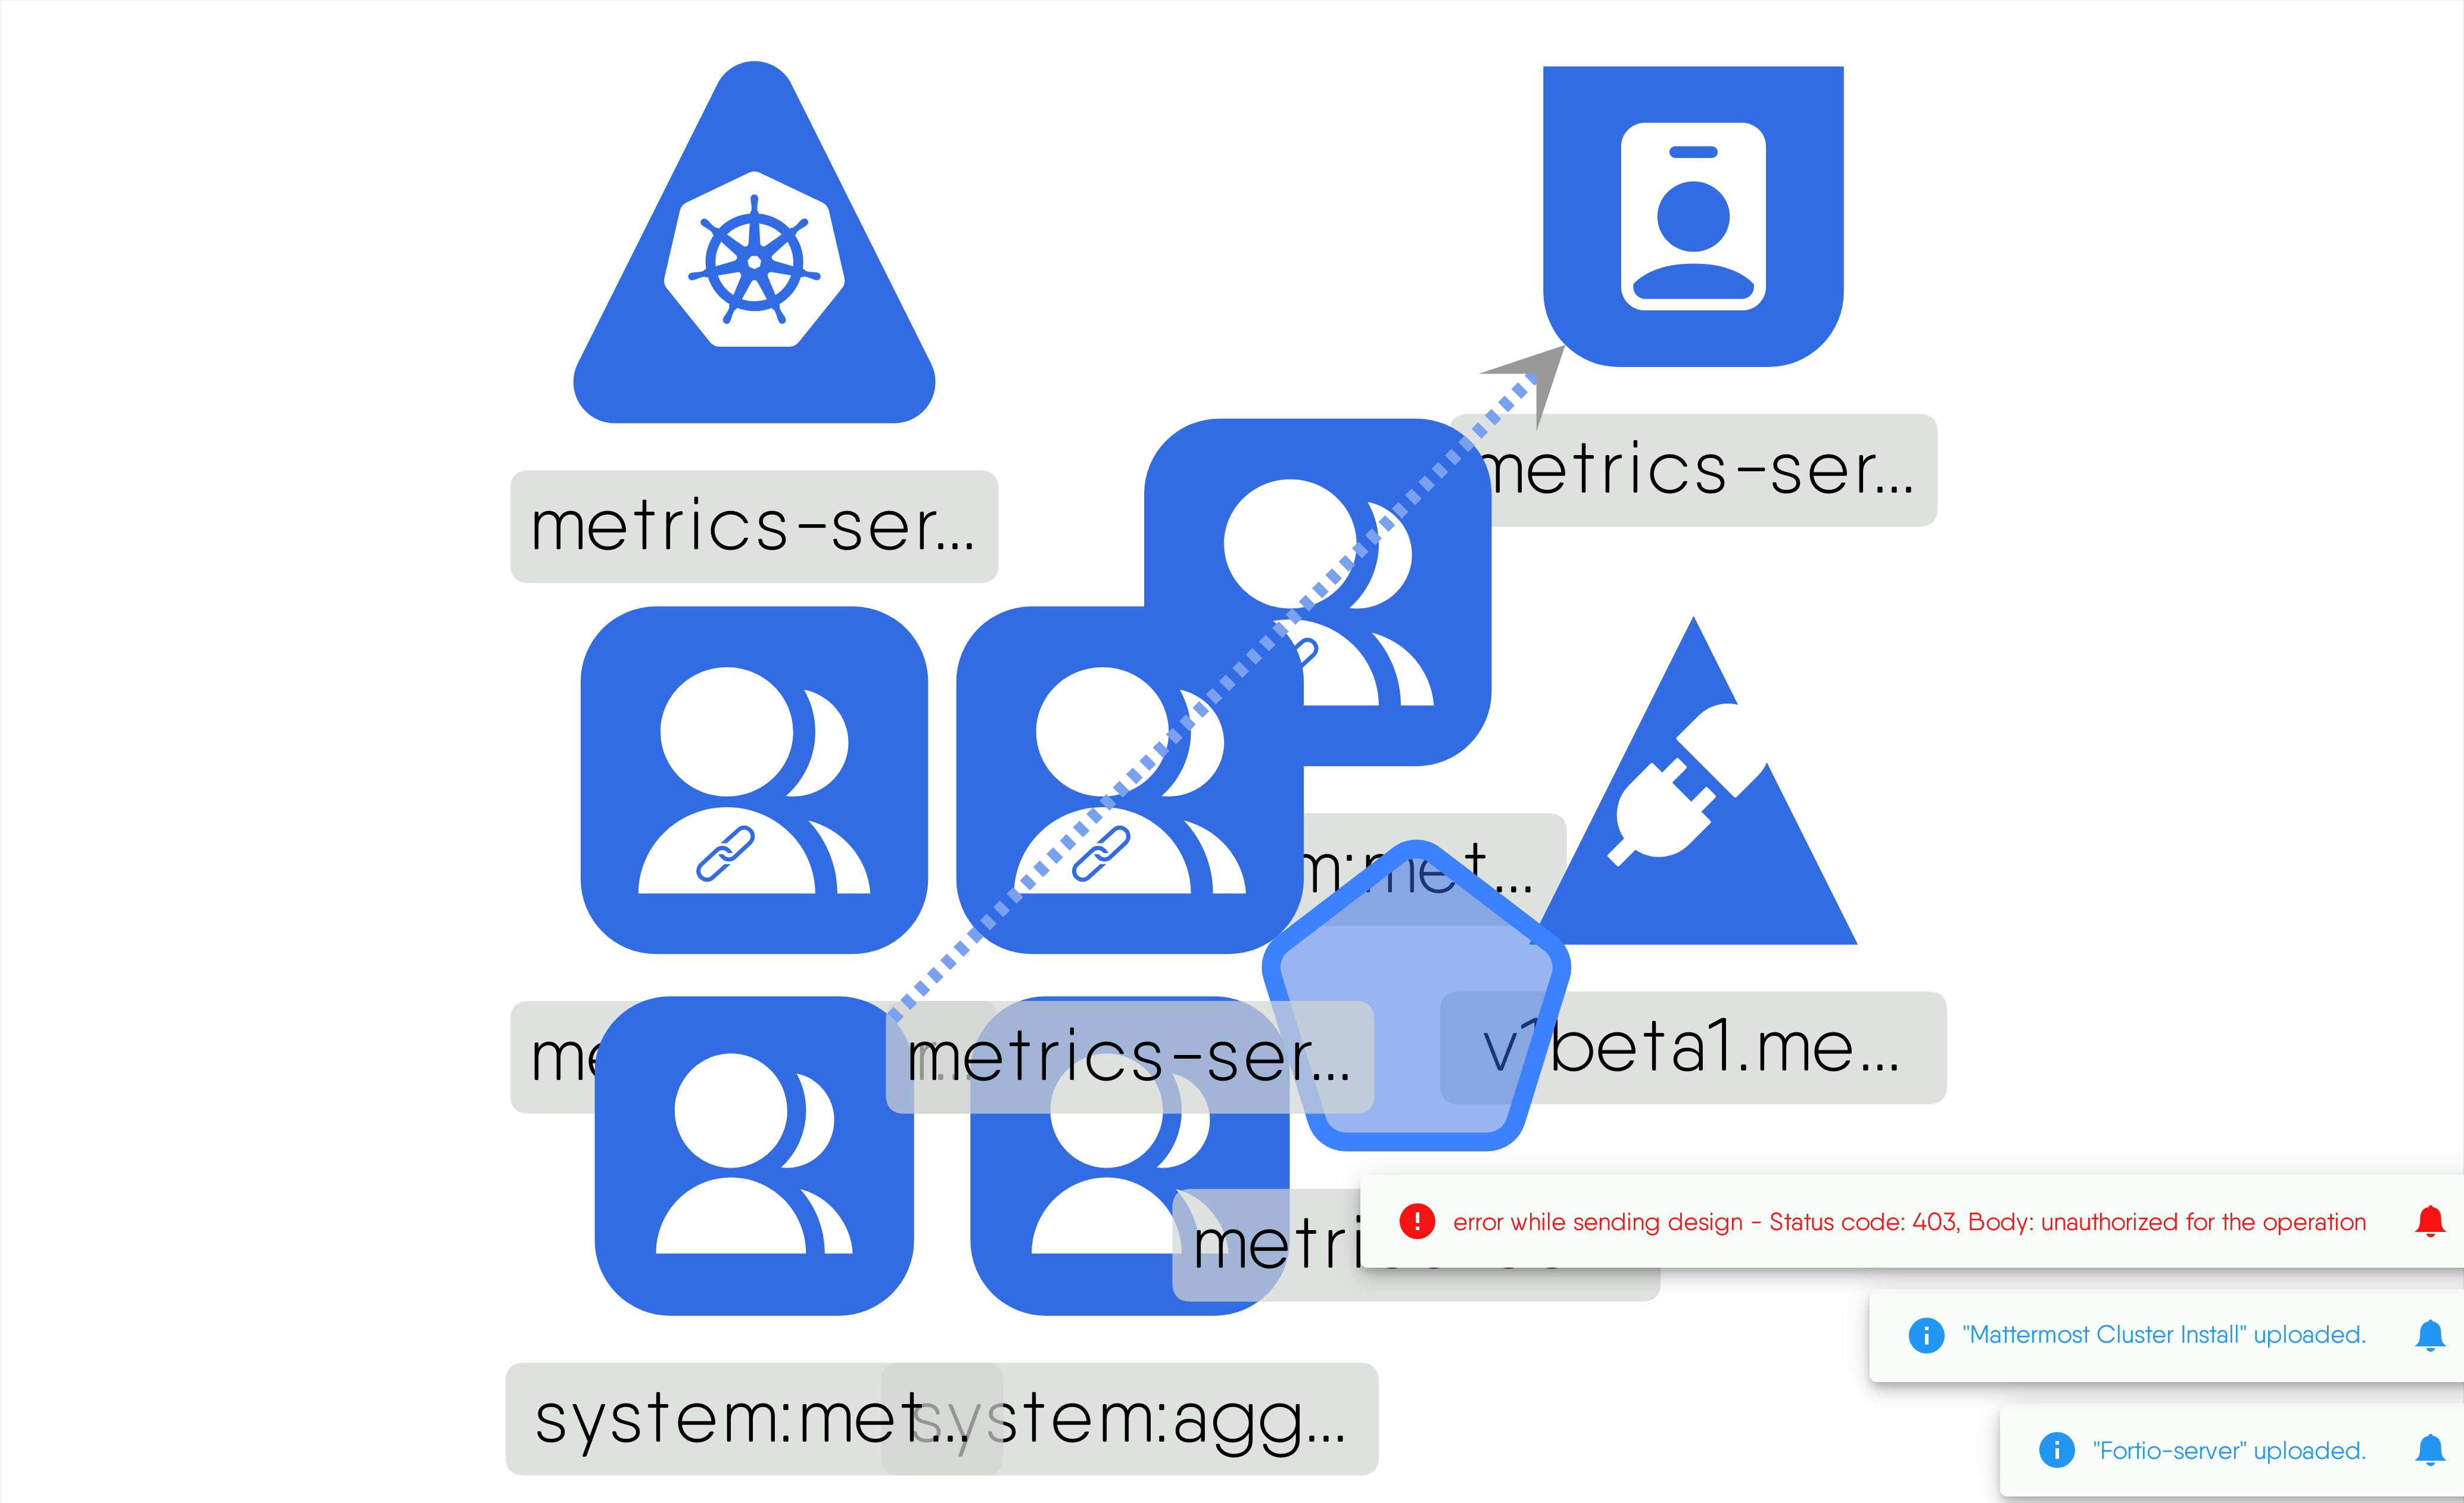 metrics-ser...
metrics-ser...
m:met...
me
metrics-ser...
v1beta1.me...
metri
error while sending design - Status code: 403, Body: unauthorized for the operation
"Mattermost Cluster Install" uploaded.
system:met...
system:agg...
"Fortio-server" uploaded.